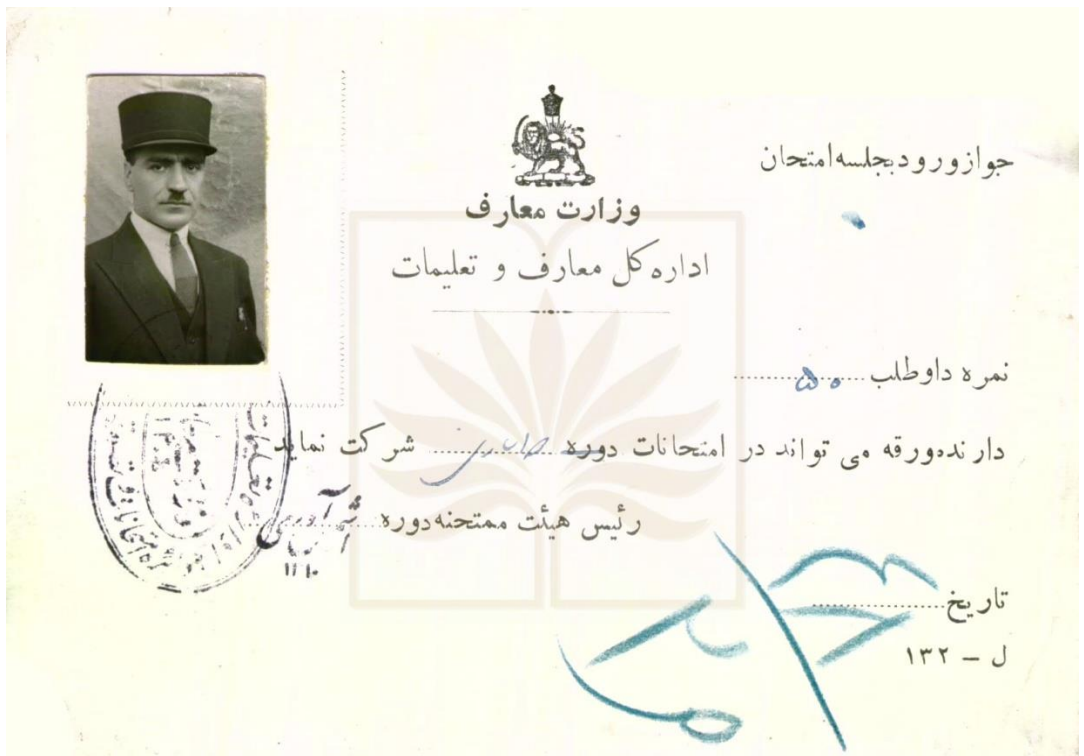 جواز ورود بجلسه امتحان
وزارت معارف
اداره کل معارف و تعلیمات
نمره داوطلب ۵۰
دارنده ورقه می تواند در امتحانات دوره شرکت نماید
رئیس هیئت ممتحنه دوره
تاریخ
ل – ۱۳۲